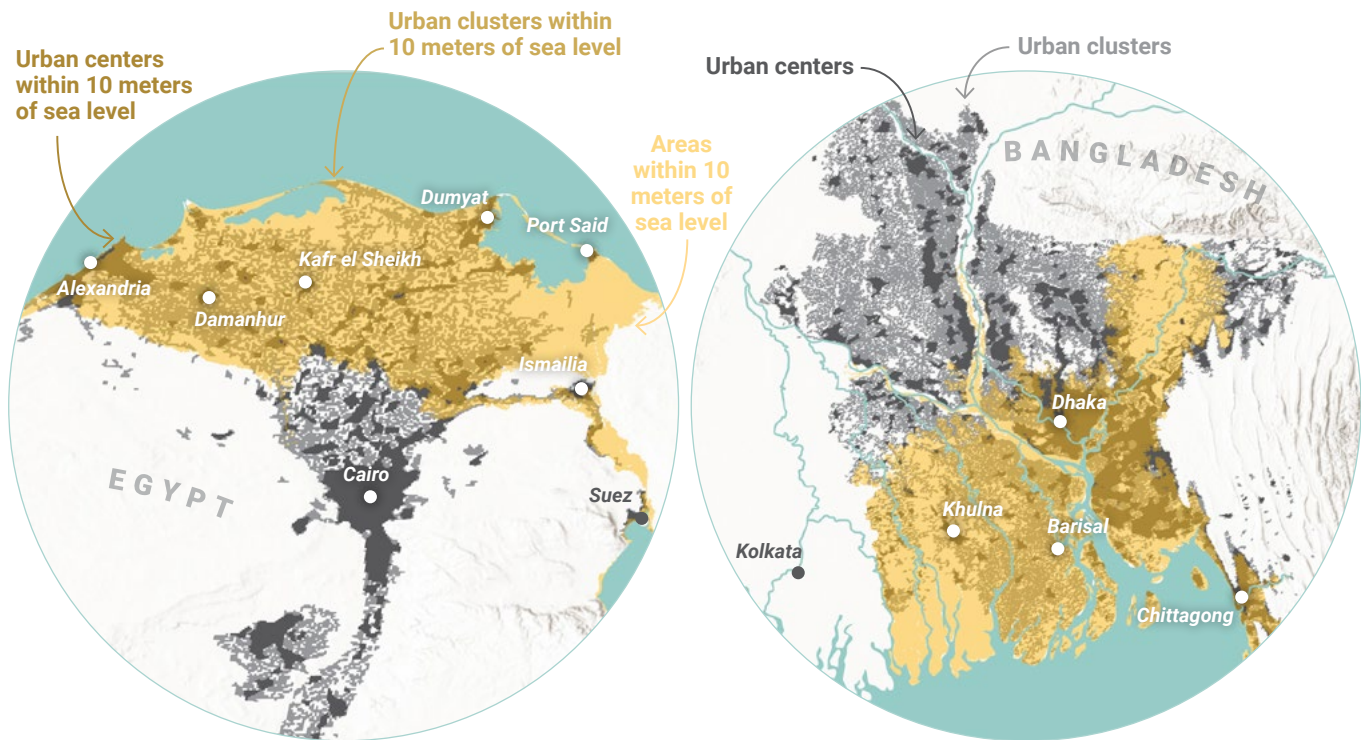 Urban clusters within
10 meters of sea level
Urban centers
within 10 meters
of sea level
Areas
within 10
meters of
sea level
Dumyat
Port Said
Kafr el Sheikh
Alexandria
Damanhur
Ismailia
Cairo
EGYPT
Suez
Urban clusters
Urban centers
BANGLADESH
Dhaka
Khulna
Barisal
Kolkata
Chittagong